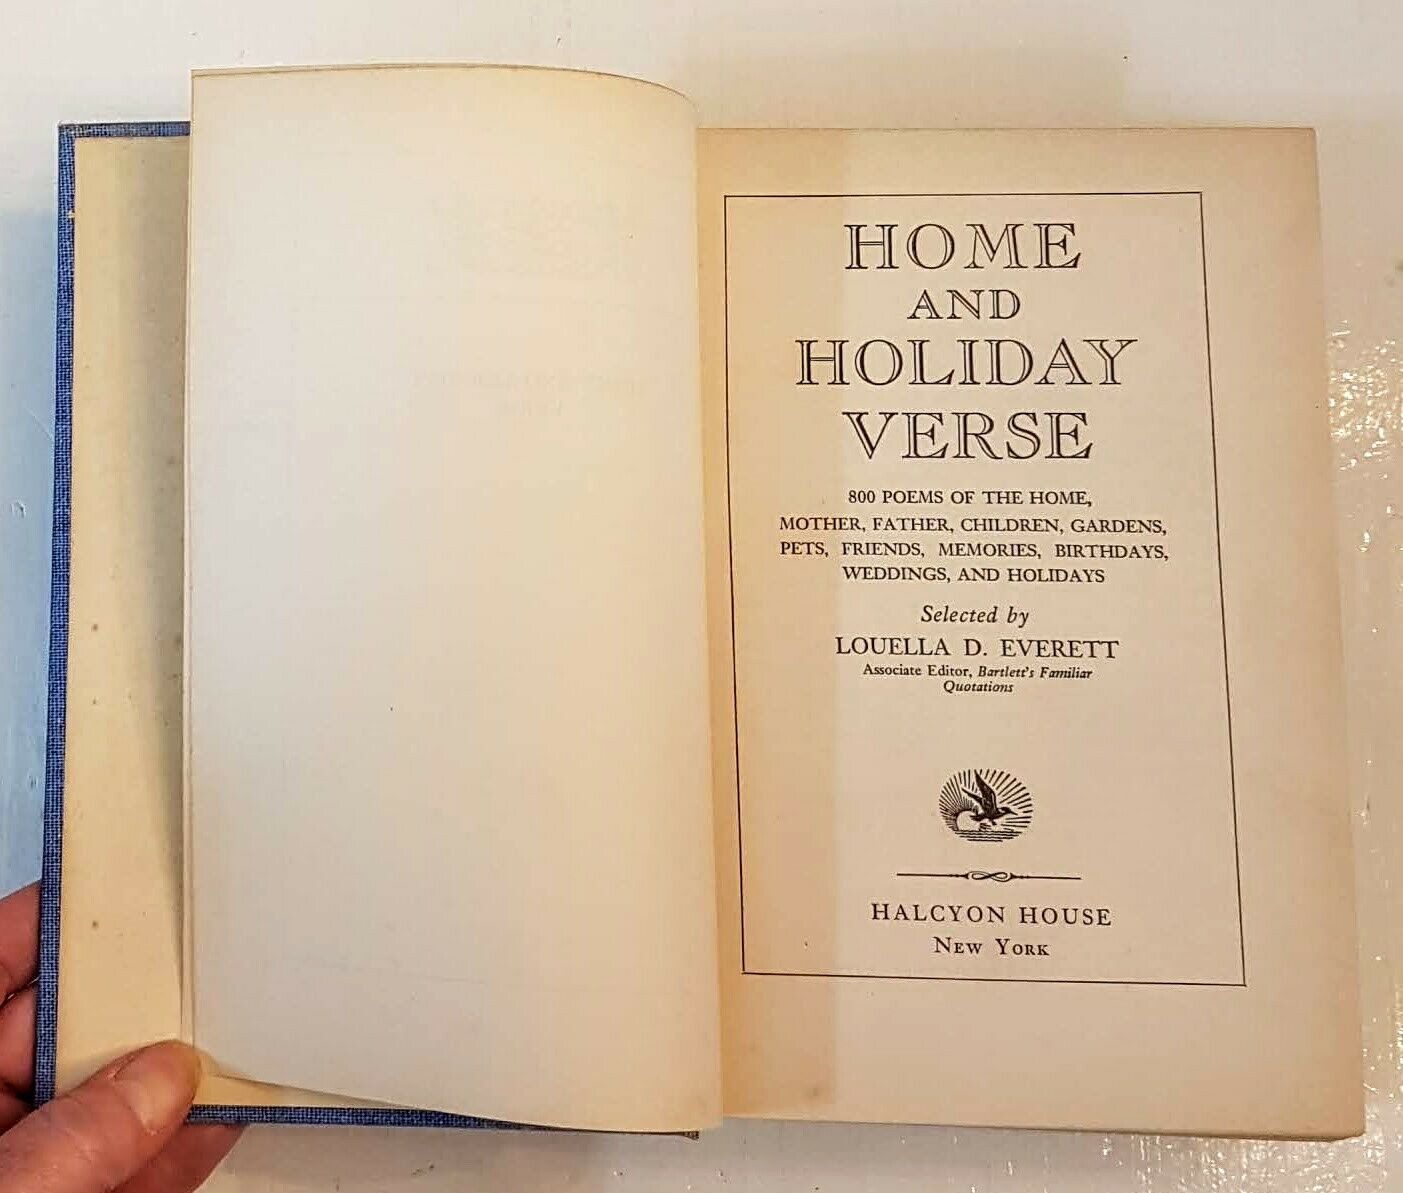 HOME
AND
HOLIDAY
VERSE
800 POEMS OF THE HOME,
MOTHER, FATHER, CHILDREN, GARDENS,
PETS, FRIENDS, MEMORIES, BIRTHDAYS,
WEDDINGS, AND HOLIDAYS
Selected by
LOUELLA D. EVERETT
Associate Editor, Bartlett's Familiar
Quotations
HALCYON HOUSE
NEW YORK